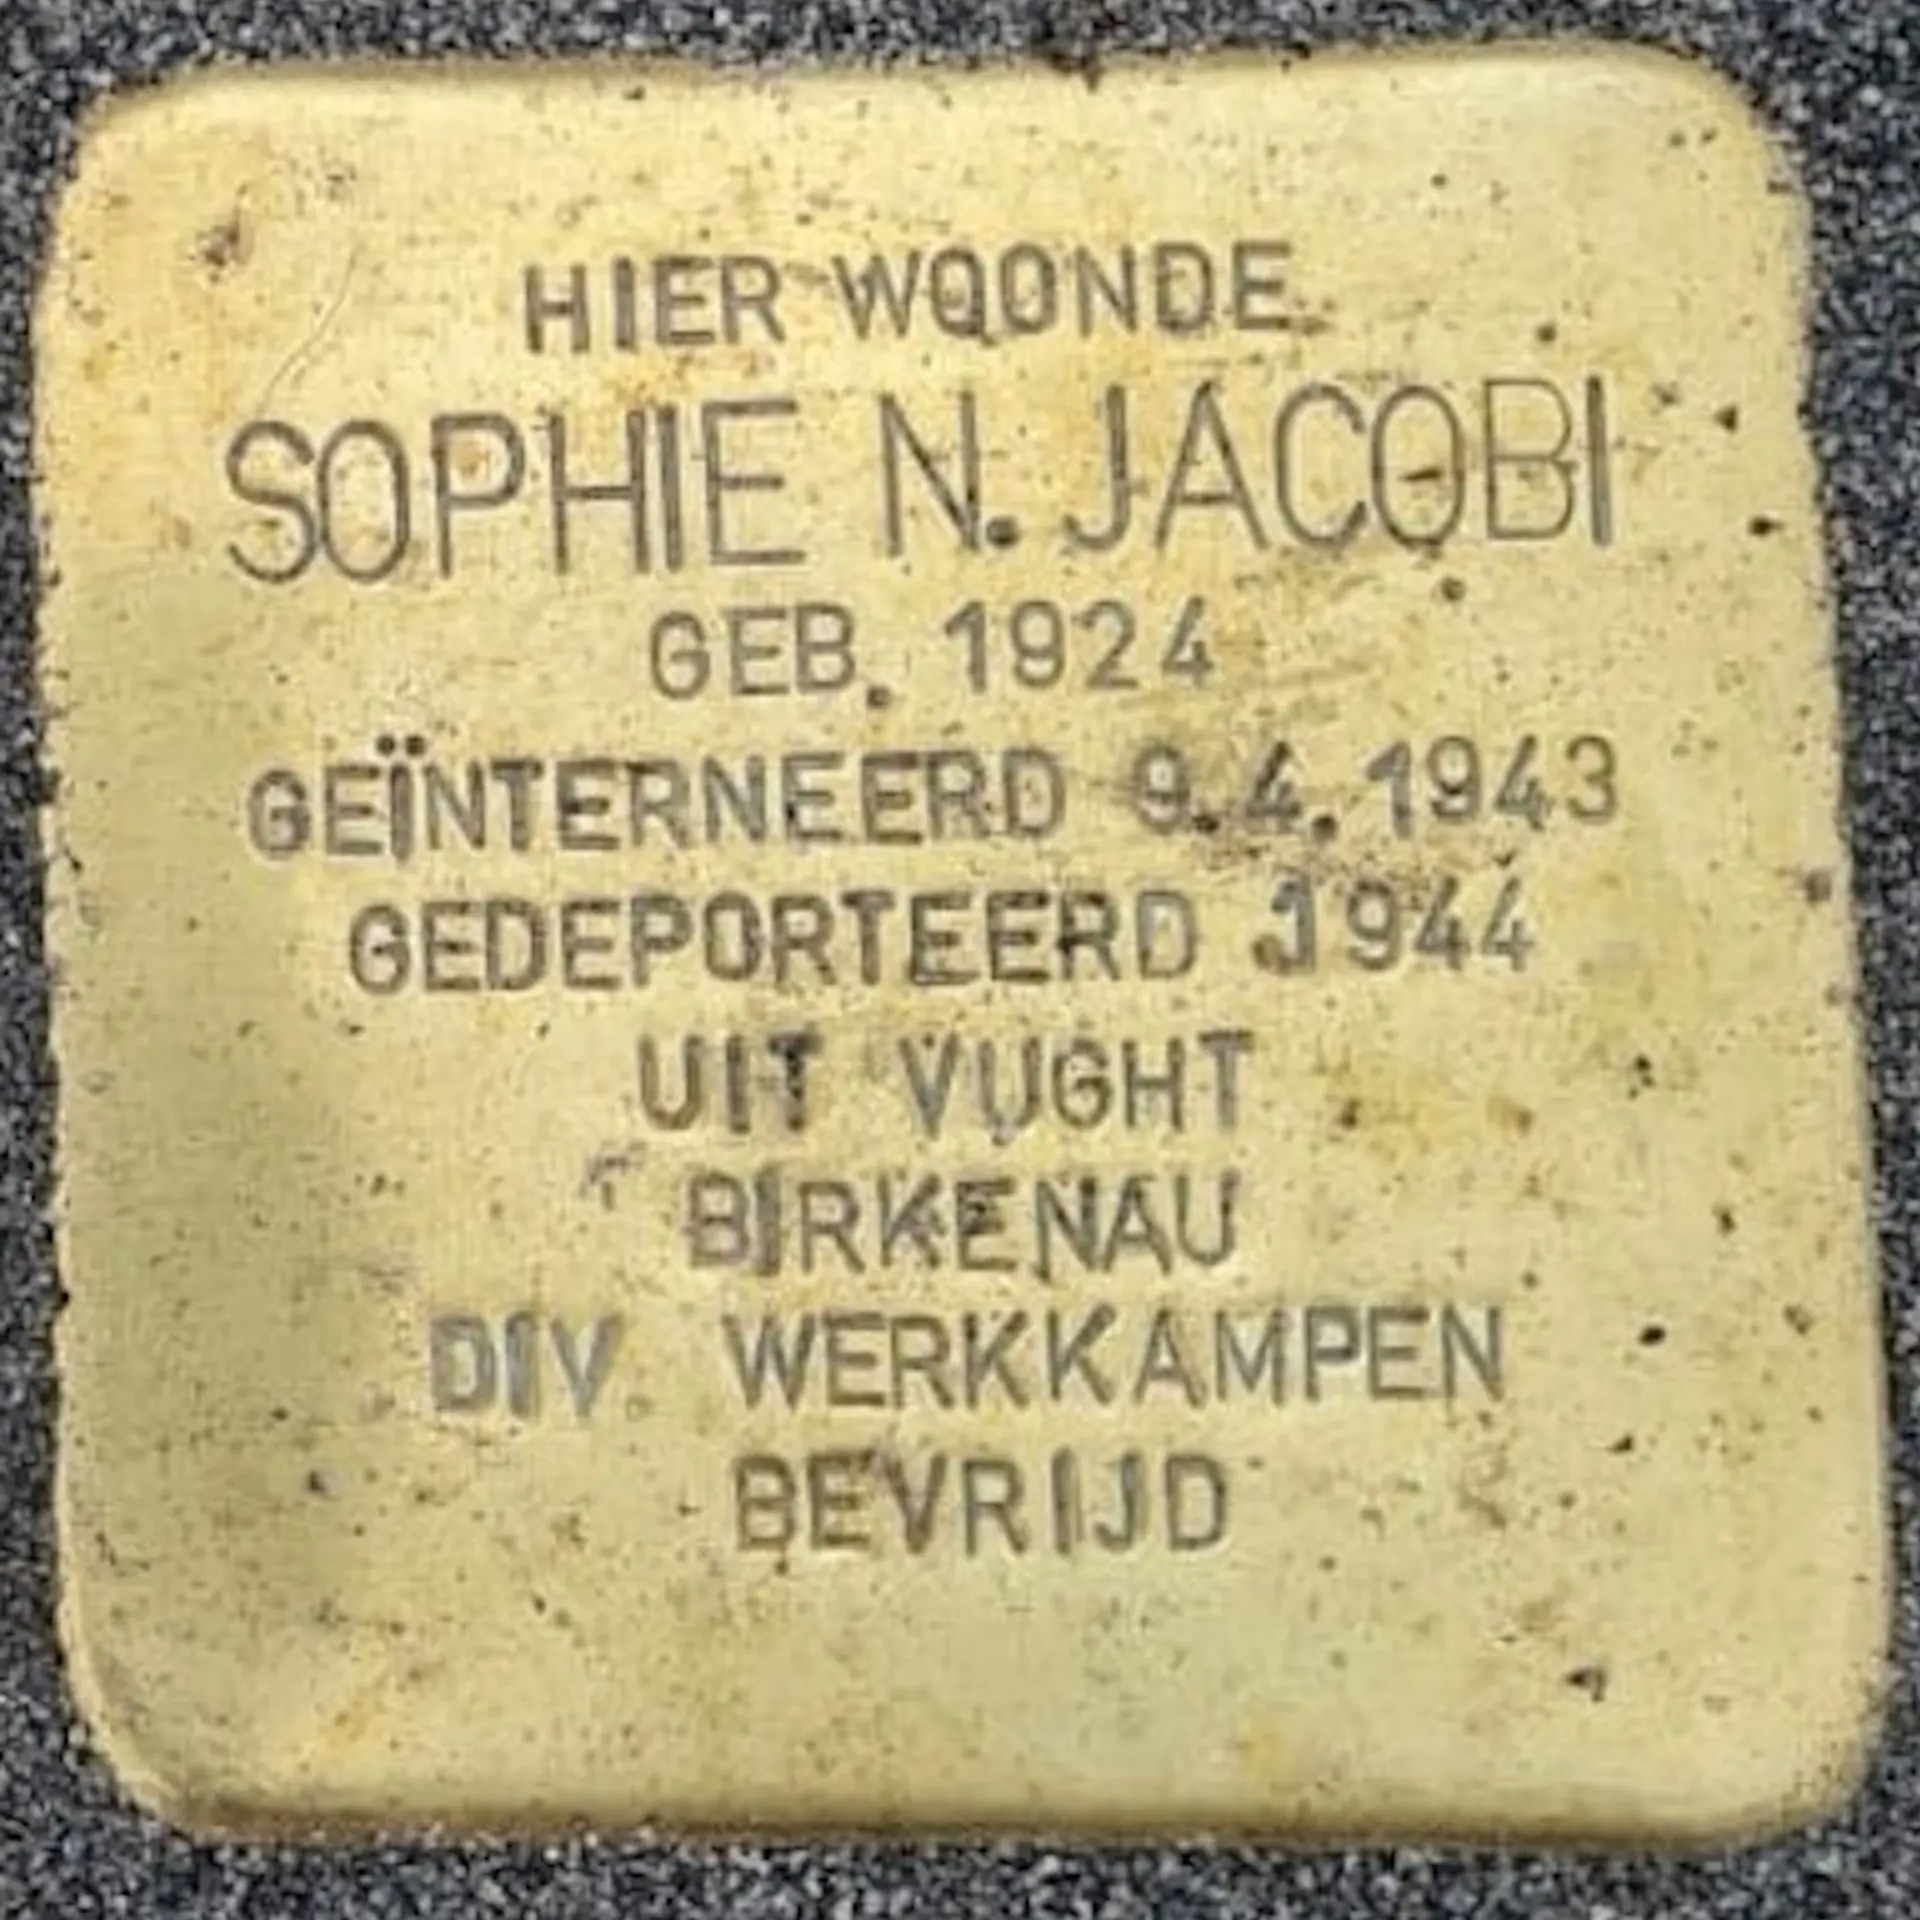 HIER WOONDE
SOPHIE N. JACOBI
GEB. 1924
GEÏNTERNEERD 9.4.1943
GEDEPORTEERD 1944
UIT VUGHT
BIRKENAU
DIV WERKKAMPEN
BEVRIJD